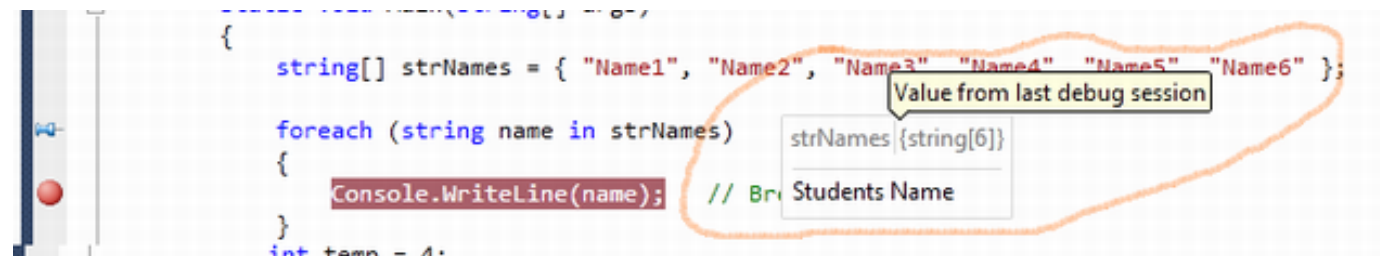 static void Main(string[] args)
{
string[] strNames = { "Name1", "Name2", "Name3" "Name4" "Name5" "Name6" };
Value from last debug session
foreach (string name in strNames)
strNames {string[6]}
{
Console.WriteLine(name); // Br
Students Name
}
int temp = 4;